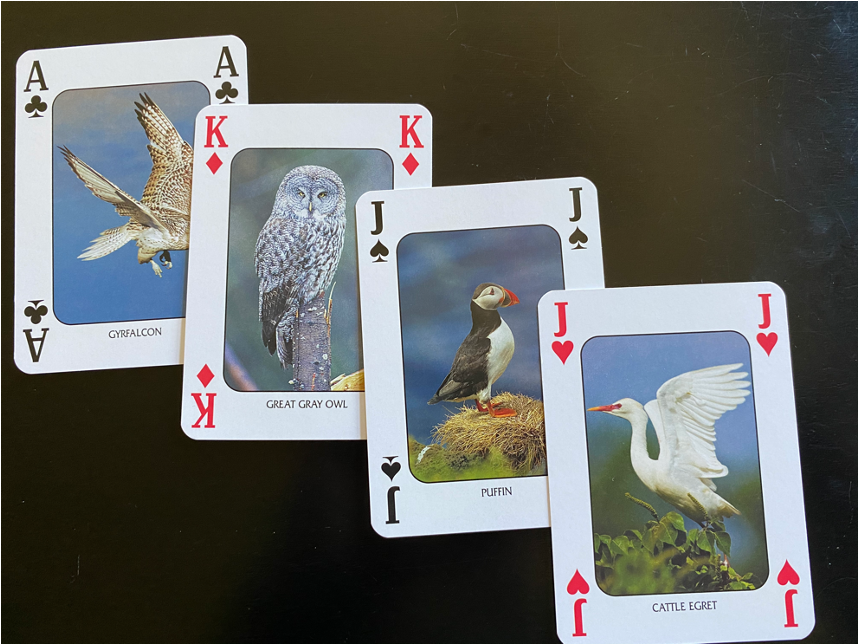 A A
GYRFALCON
A
K K
GREAT GRAY OWL
K
J J
PUFFIN
J
J J
CATTLE EGRET
J J